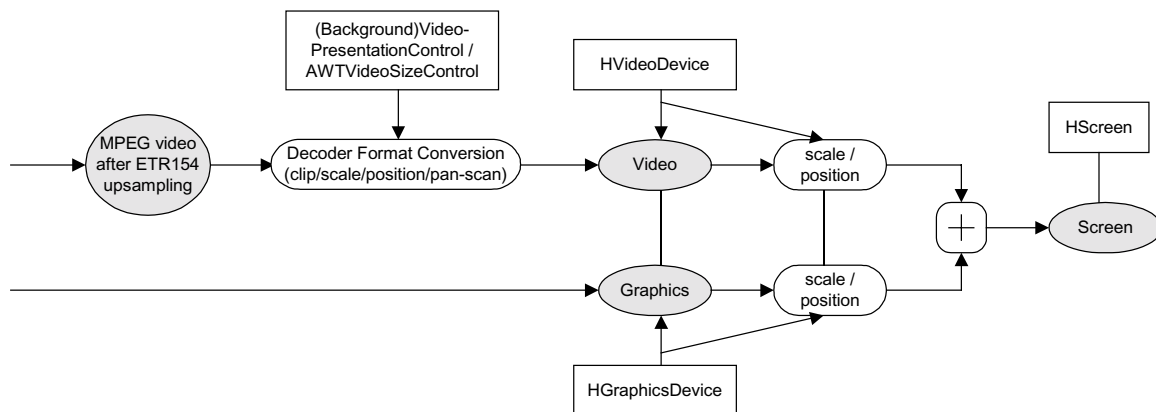 (Background)Video-
PresentationControl /
AWTVideoSizeControl
HVideoDevice
HScreen
MPEG video
after ETR154
upsampling
Decoder Format Conversion
(clip/scale/position/pan-scan)
Video
scale /
position
Screen
Graphics
scale /
position
HGraphicsDevice